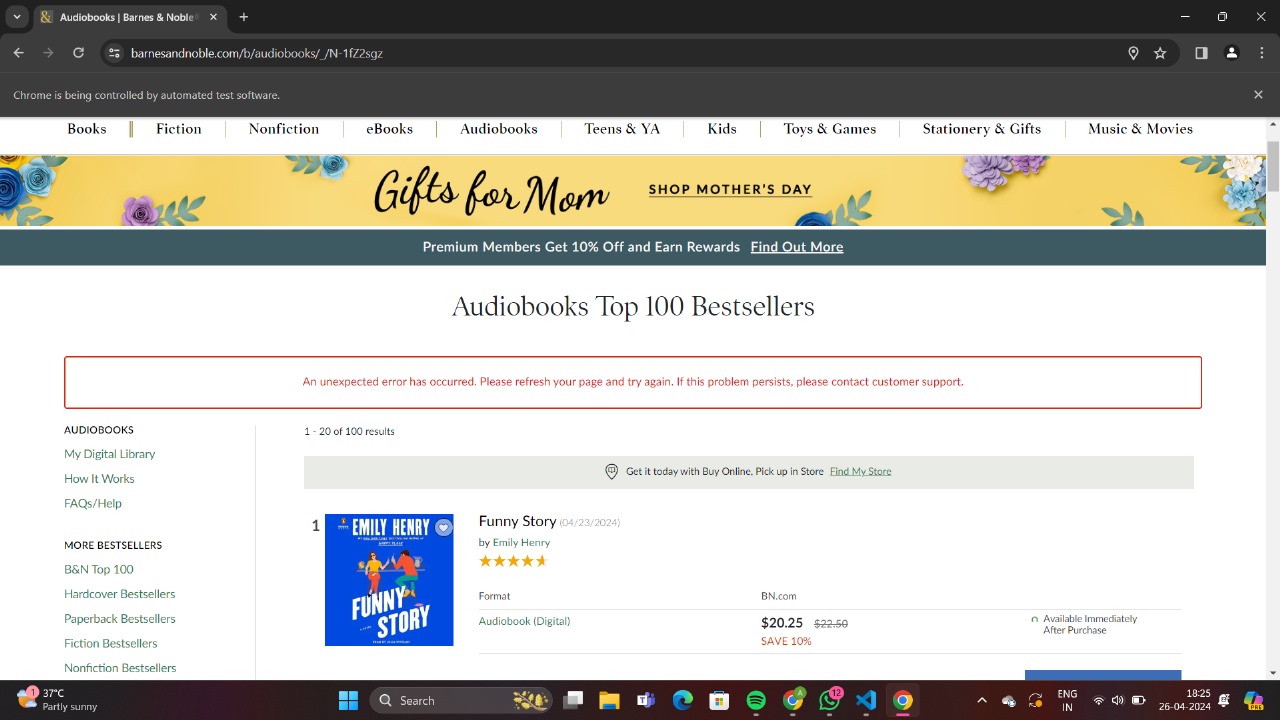 Audiobooks | Barnes & Noble®
barnesandnoble.com/b/audiobooks/_/N-1fZ2sgz
Chrome is being controlled by automated test software.
Books Fiction Nonfiction eBooks Audiobooks Teens & YA Kids Toys & Games Stationery & Gifts Music & Movies
Gifts for Mom SHOP MOTHER'S DAY
Premium Members Get 10% Off and Earn Rewards Find Out More
Audiobooks Top 100 Bestsellers
An unexpected error has occurred. Please refresh your page and try again. If this problem persists, please contact customer support.
AUDIOBOOKS
My Digital Library
How It Works
FAQs/Help
MORE BESTSELLERS
B&N Top 100
Hardcover Bestsellers
Paperback Bestsellers
Fiction Bestsellers
Nonfiction Bestsellers
1 - 20 of 100 results
Get it today with Buy Online, Pick up in Store Find My Store
1
EMILY HENRY
FUNNY
STORY
Funny Story (04/23/2024)
by Emily Henry
Format BN.com
Audiobook (Digital) $20.25 $22.50
SAVE 10%
Available Immediately
After Purchase
1
37°C
Partly sunny
Search
A
12
PRE
ENG
IN
18:25
26-04-2024